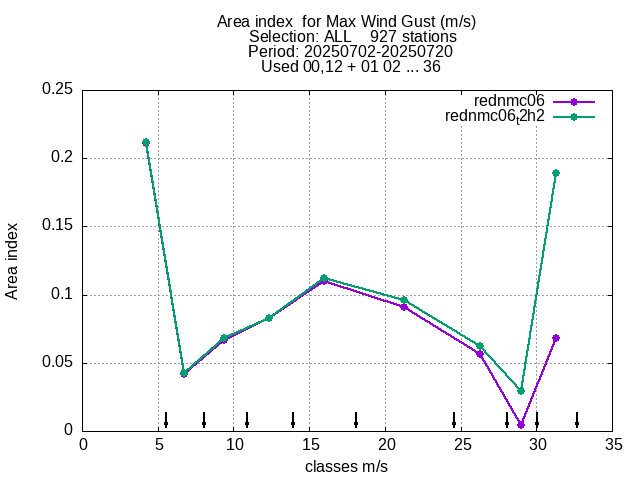 Area index  for Max Wind Gust (m/s)
Selection: ALL    927 stations
Period: 20250702-20250720
Used 00,12 + 01 02 ... 36
rednmc06
rednmc06_t2h2
0.25
0.2
0.15
0.1
0.05
0
Area index
0 5 10 15 20 25 30 35
classes m/s